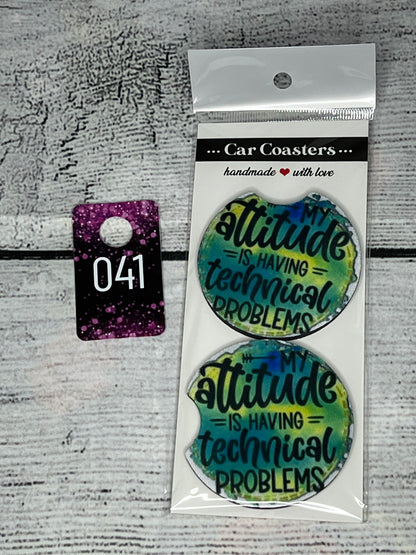 ··· Car Coasters ···
handmade ❤ with love
041
MY
attitude
= IS HAVING =
technical
PROBLEMS
MY
attitude
= IS HAVING =
technical
PROBLEMS